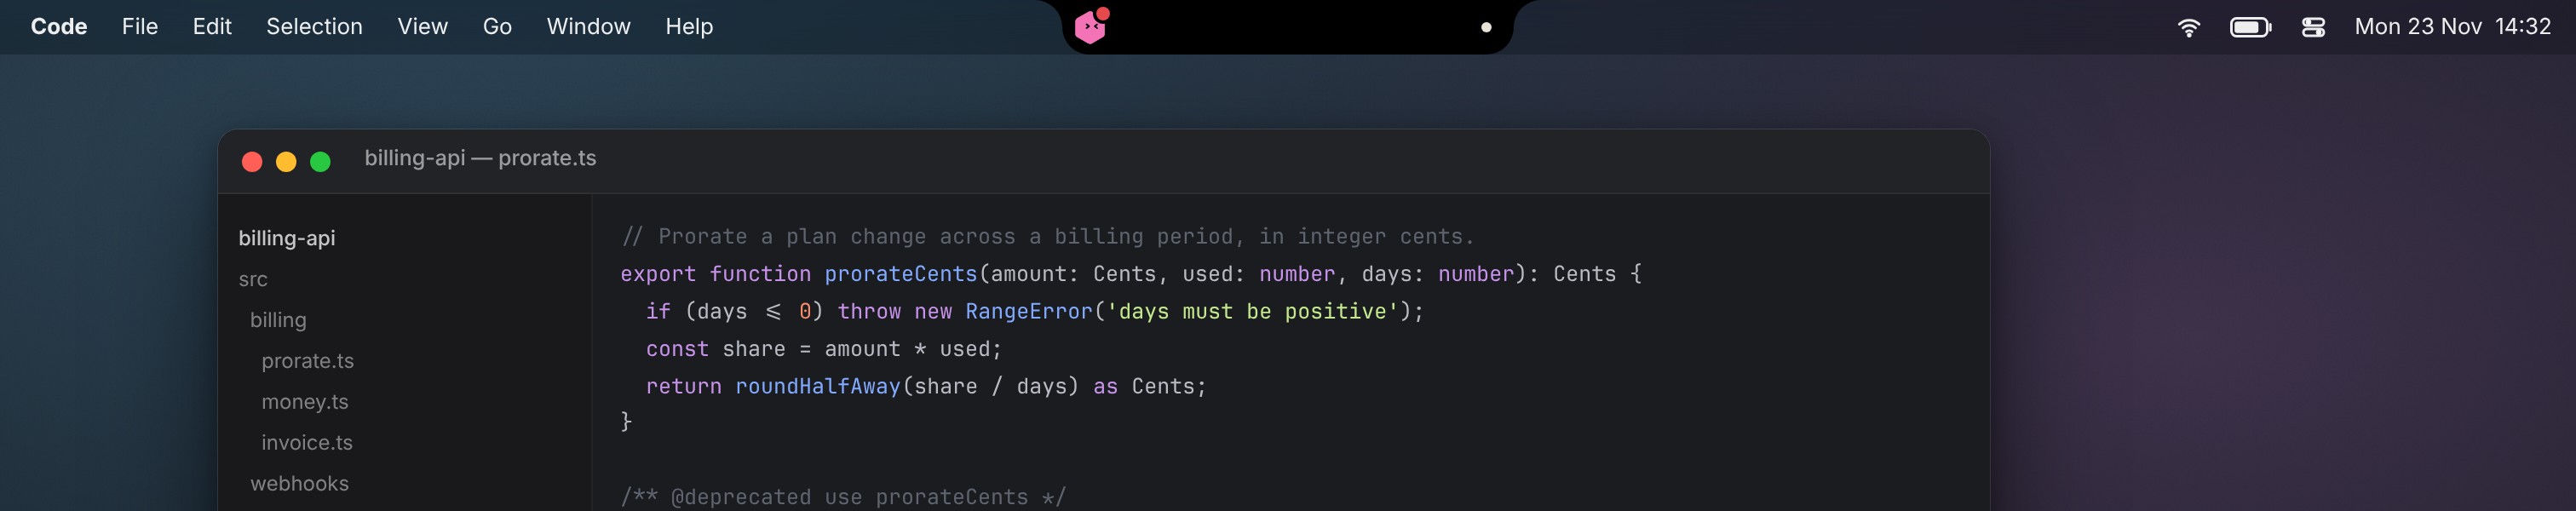 Code File Edit Selection View Go Window Help
Mon 23 Nov 14:32
billing-api — prorate.ts
billing-api
src
billing
prorate.ts
money.ts
invoice.ts
webhooks
// Prorate a plan change across a billing period, in integer cents.
export function prorateCents(amount: Cents, used: number, days: number): Cents {
  if (days <= 0) throw new RangeError('days must be positive');
  const share = amount * used;
  return roundHalfAway(share / days) as Cents;
}
/** @deprecated use prorateCents */